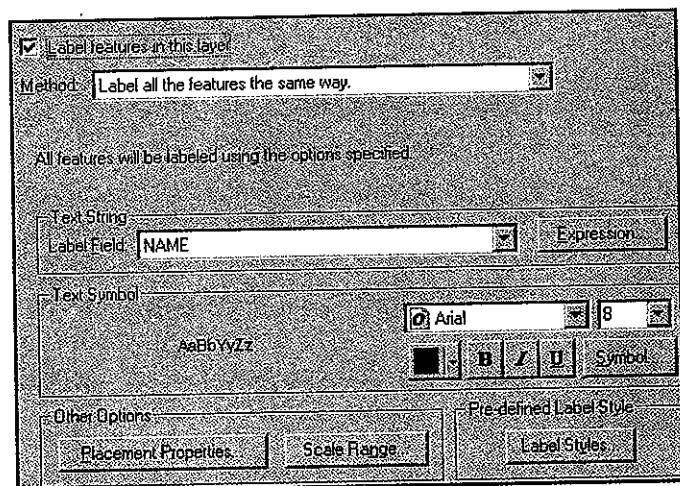 Label features in this layer
Method: Label all the features the same way.
All features will be labeled using the options specified.
Text String
Label Field: NAME Expression...
Text Symbol
AaBbYyZz
Arial 8
B I U Symbol...
Other Options
Placement Properties... Scale Range...
Pre-defined Label Style
Label Styles...